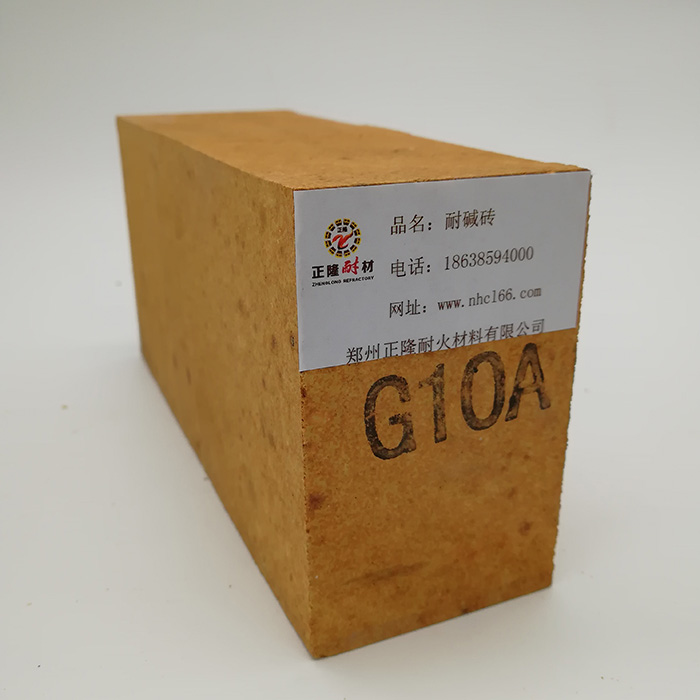 正隆
正隆耐材
ZHENGLONG REFRACTORY
品名：耐碱砖
电话：18638594000
网址：www.nhcl66.com
郑州正隆耐火材料有限公司
G10A